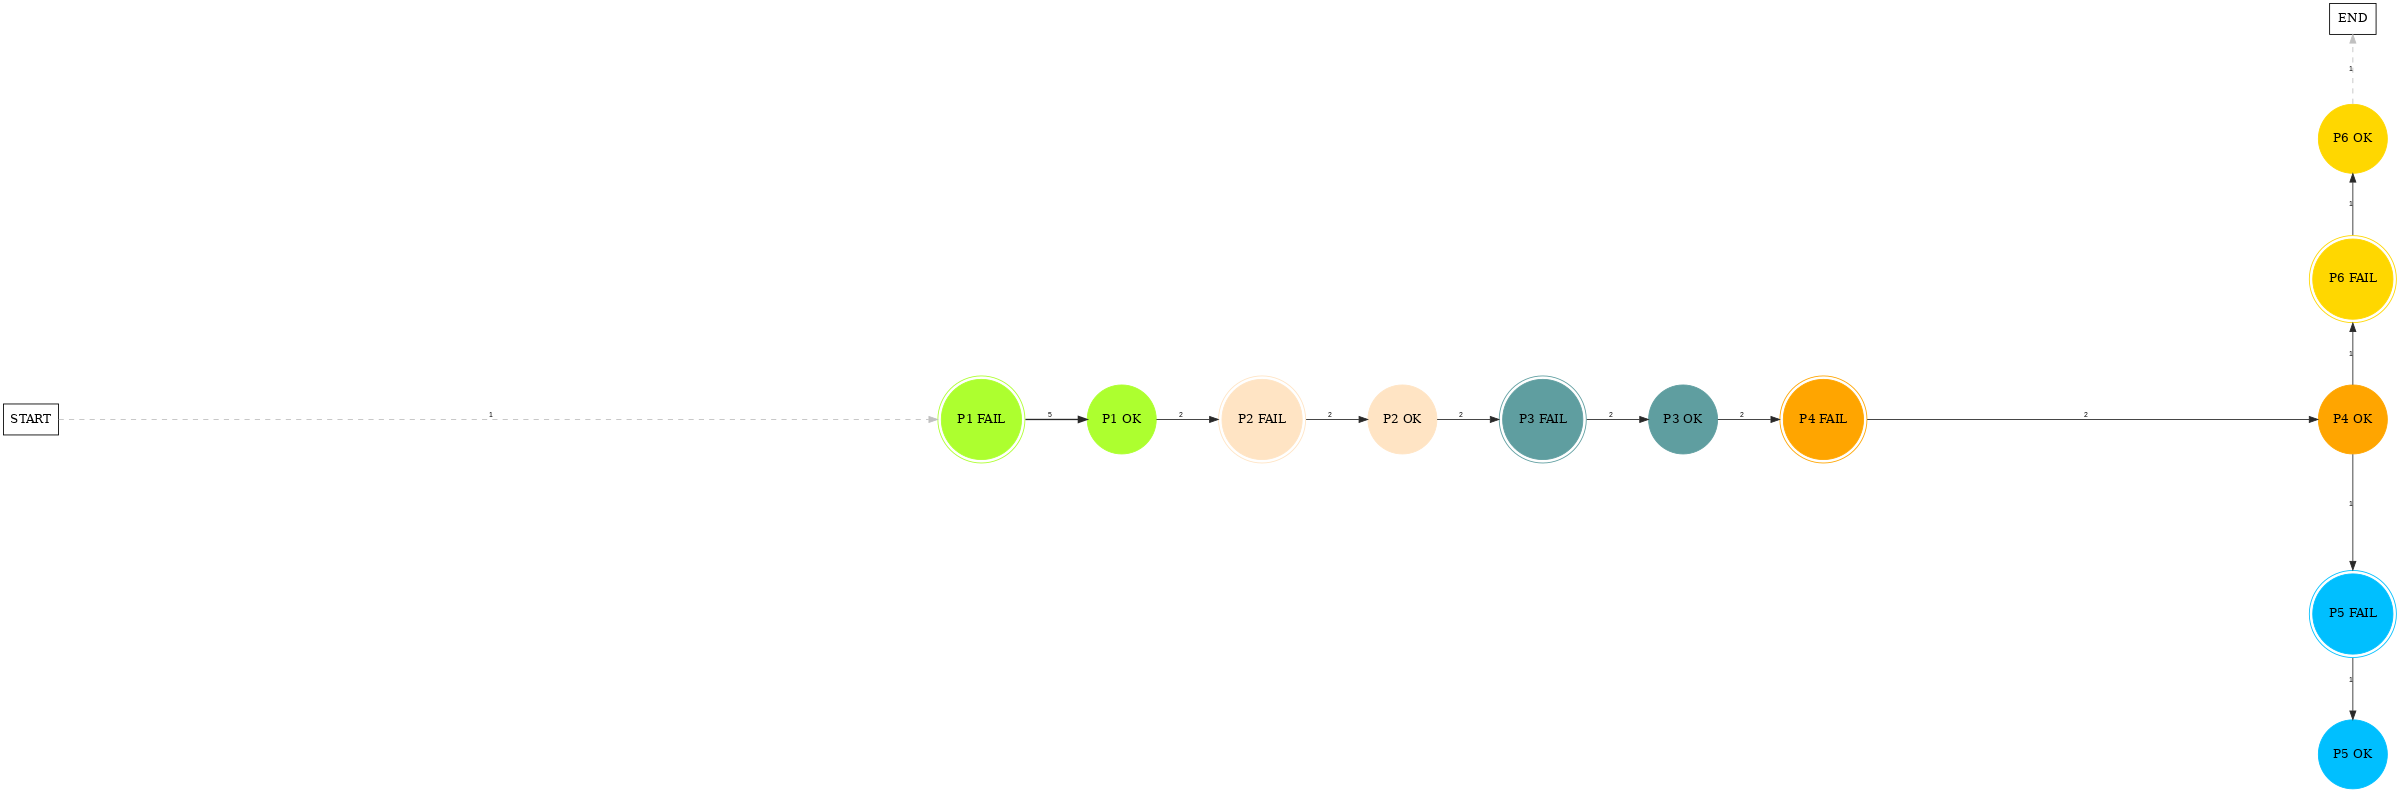 END
1
P6 OK
1
P6 FAIL
1
START
1
P1 FAIL
5
P1 OK
2
P2 FAIL
2
P2 OK
2
P3 FAIL
2
P3 OK
2
P4 FAIL
2
P4 OK
1
P5 FAIL
1
P5 OK